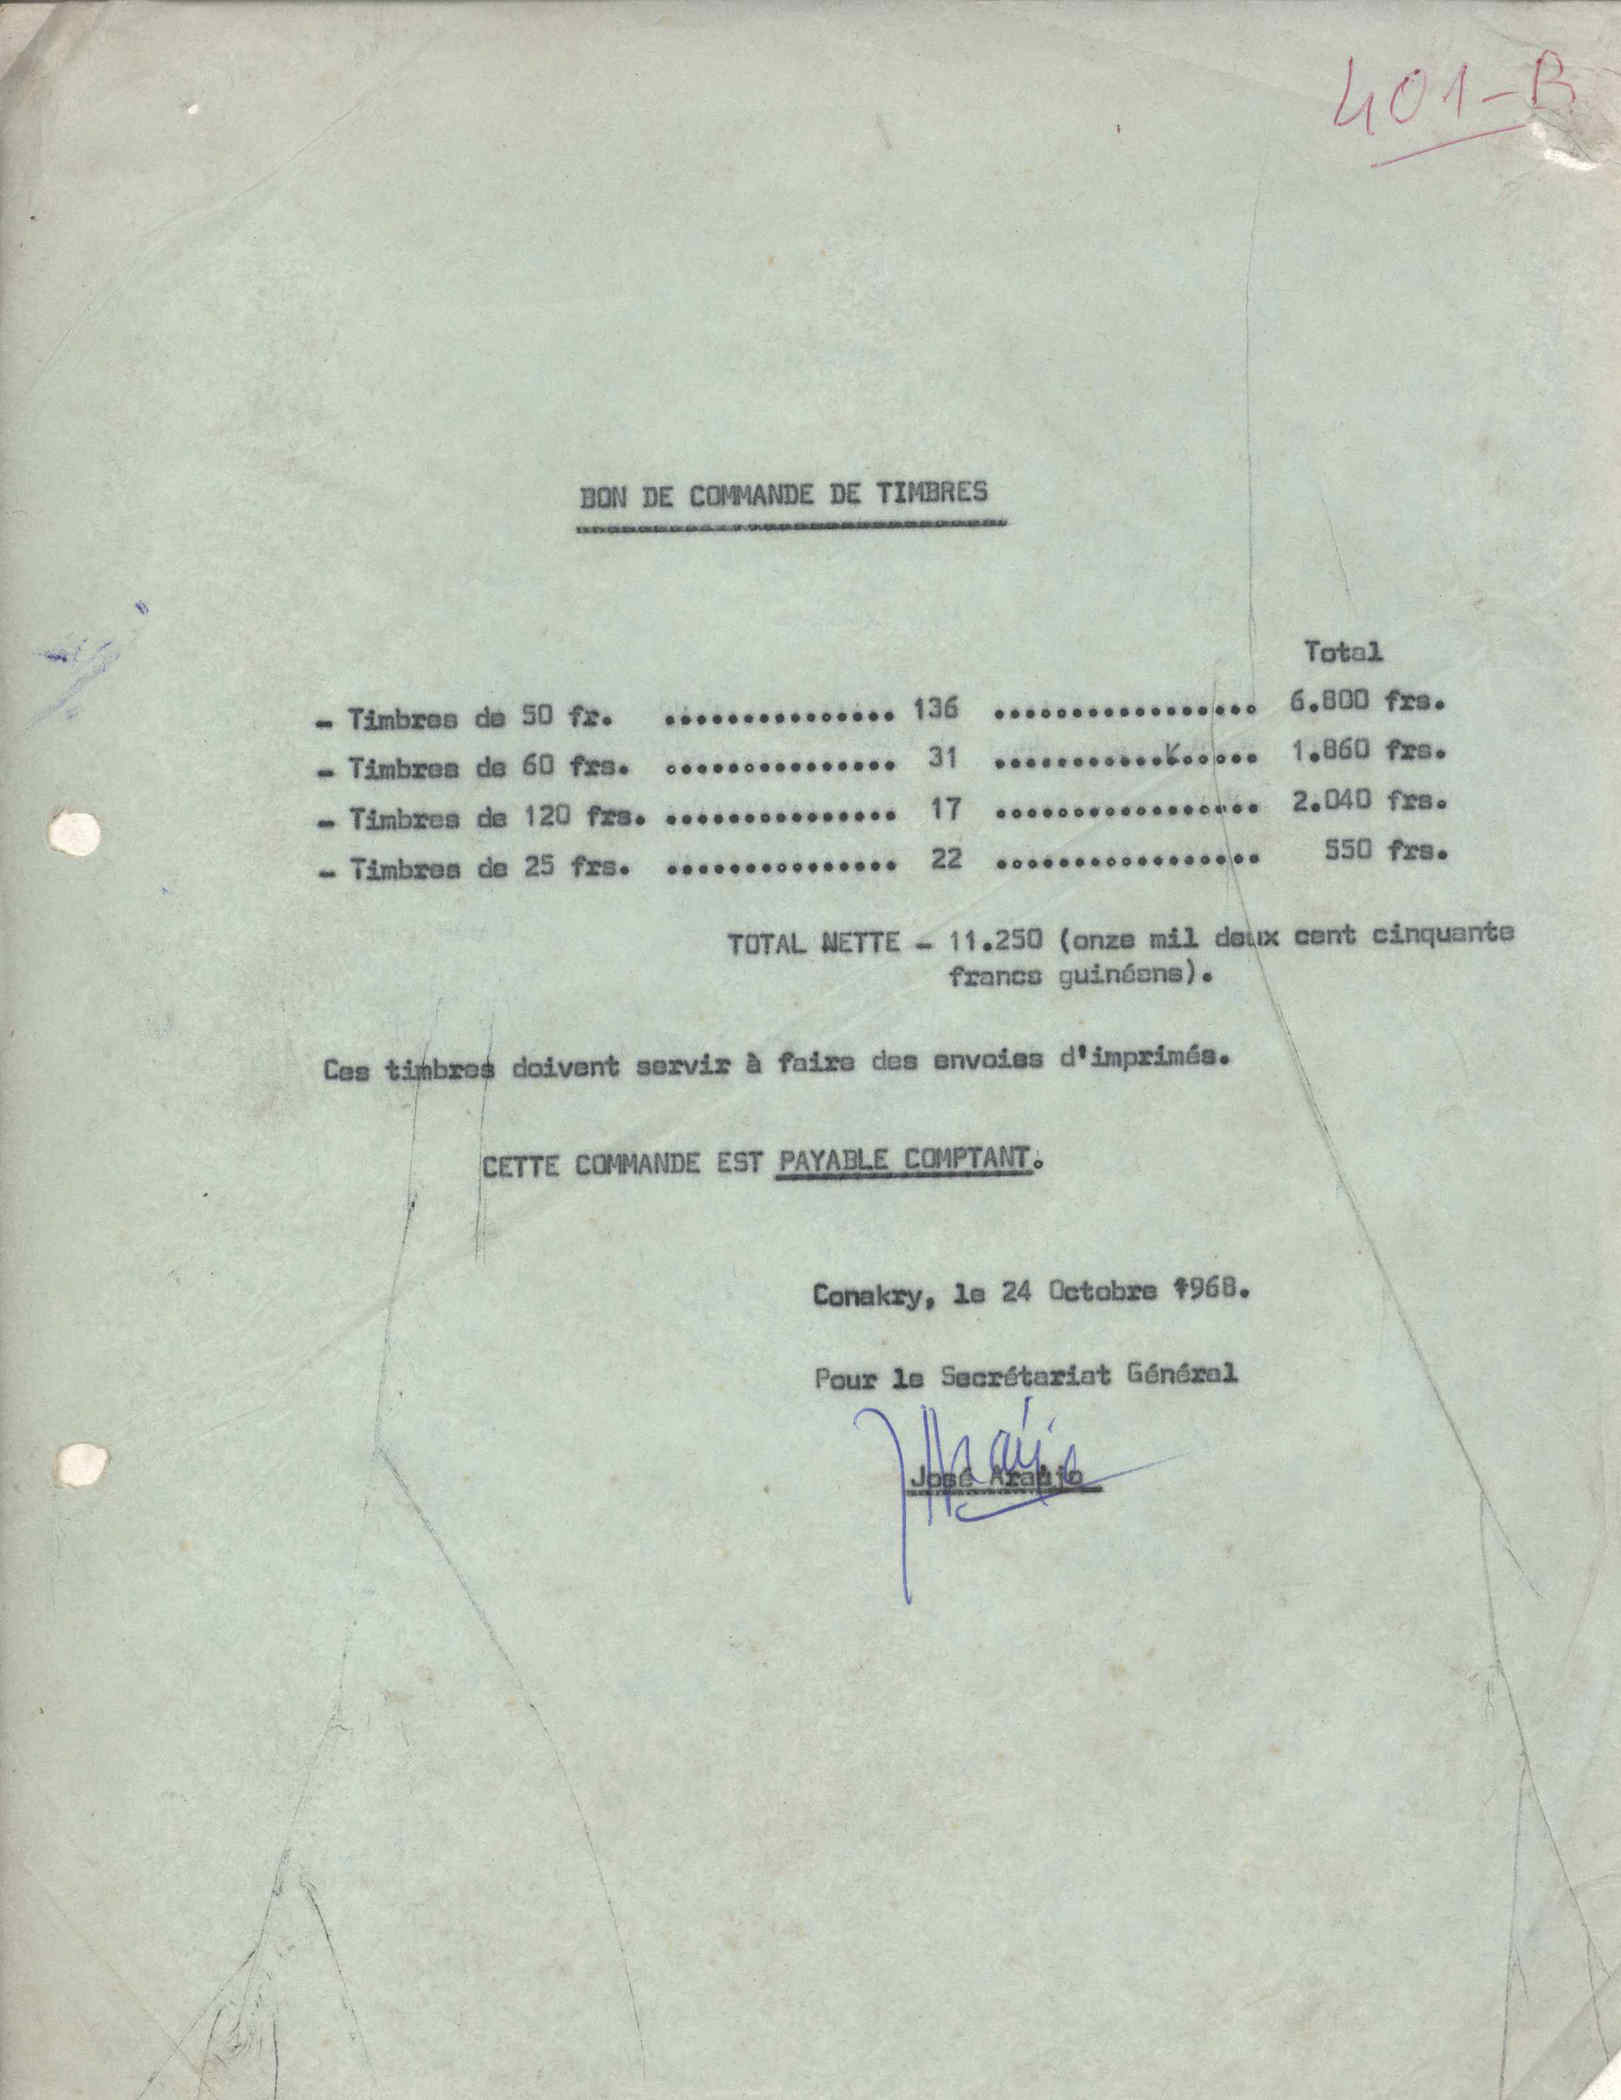 401-B
BON DE COMMANDE DE TIMBRES
Total
- Timbres de 50 fr. ............... 136 ................. 6.800 frs.
- Timbres de 60 frs. ............... 31 ................. 1.860 frs.
- Timbres de 120 frs. ............... 17 ................. 2.040 frs.
- Timbres de 25 frs. ............... 22 ................. 550 frs.
TOTAL NETTE - 11.250 (onze mil deux cent cinquante
francs guinéens).
Ces timbres doivent servir à faire des envoies d'imprimés.
CETTE COMMANDE EST PAYABLE COMPTANT.
Conakry, le 24 Octobre 1968.
Pour le Secrétariat Général
José Araújo